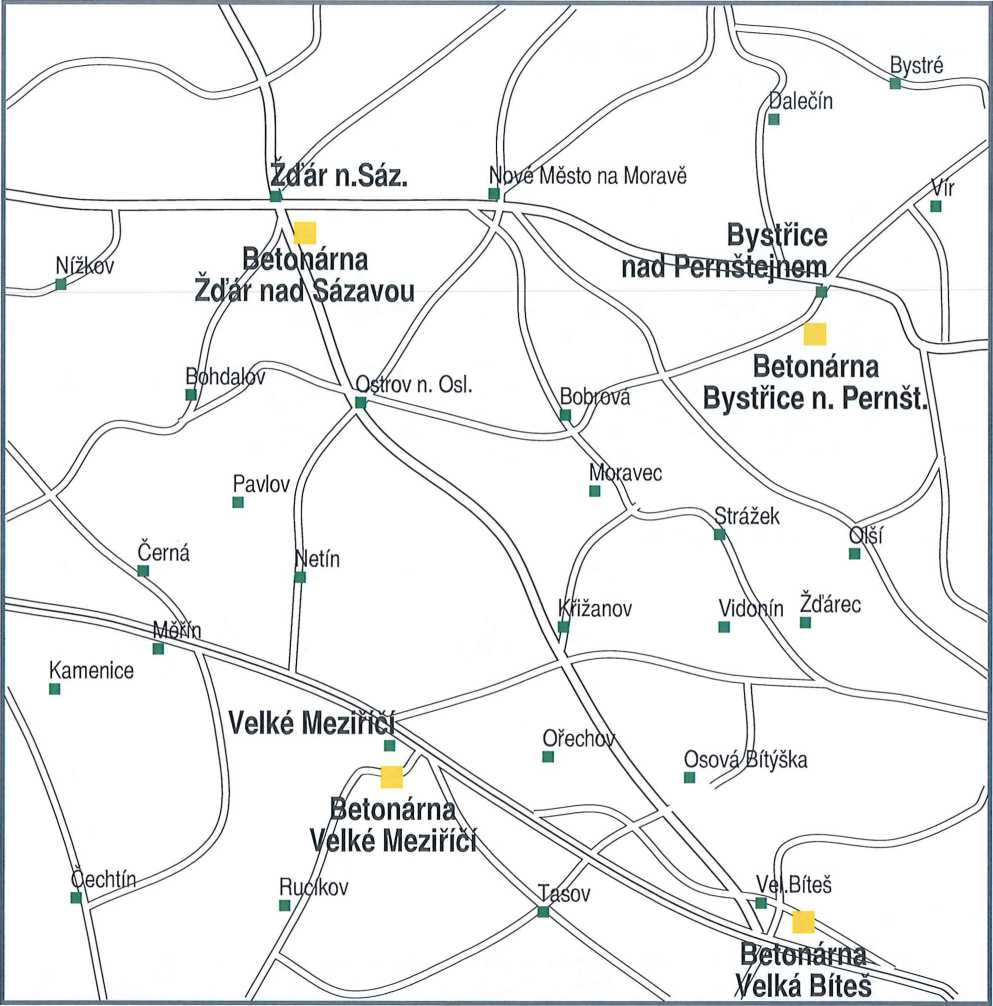 Bystré
Dalečín
Žďár n.Sáz.
Nové Město na Moravě
Vír
Bystřice
nad Pernštejnem
Betonárna
Žďár nad Sázavou
Nížkov
Betonárna
Bystřice n. Pernšt.
Bohdalov
Ostrov n. Osl.
Bobrová
Pavlov
Moravec
Strážek
Olší
Černá
Netín
Křižanov
Vidonín
Žďárec
Měřín
Kamenice
Velké Meziříčí
Ořechov
Osová Bítýška
Betonárna
Velké Meziříčí
Čechtín
Rucíkov
Tasov
Vel.Bíteš
Betonárna
Velká Bíteš